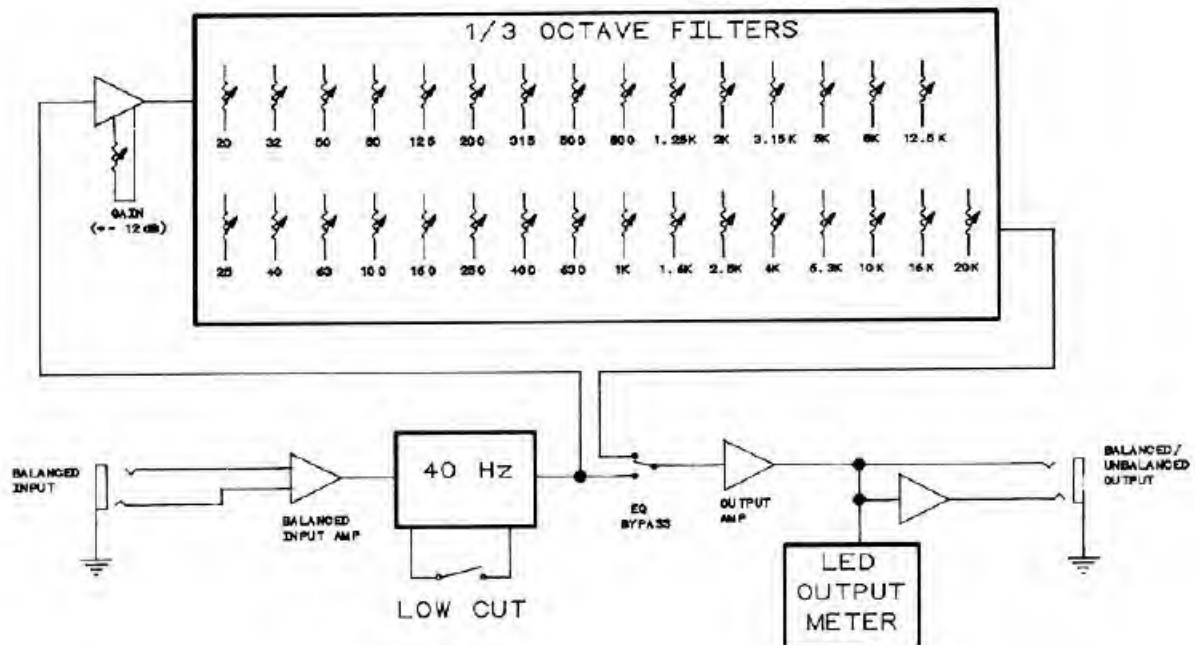 1/3 OCTAVE FILTERS
20 32 50 80 125 200 315 500 800 1.25K 2K 3.15K 5K 8K 12.5K
GAIN
(+- 12dB)
25 40 63 100 160 250 400 630 1K 1.6K 2.5K 4K 6.3K 10K 16K 20K
BALANCED
INPUT
BALANCED
INPUT AMP
40 Hz
LOW CUT
EQ
BYPASS
OUTPUT
AMP
LED
OUTPUT
METER
BALANCED/
UNBALANCED
OUTPUT